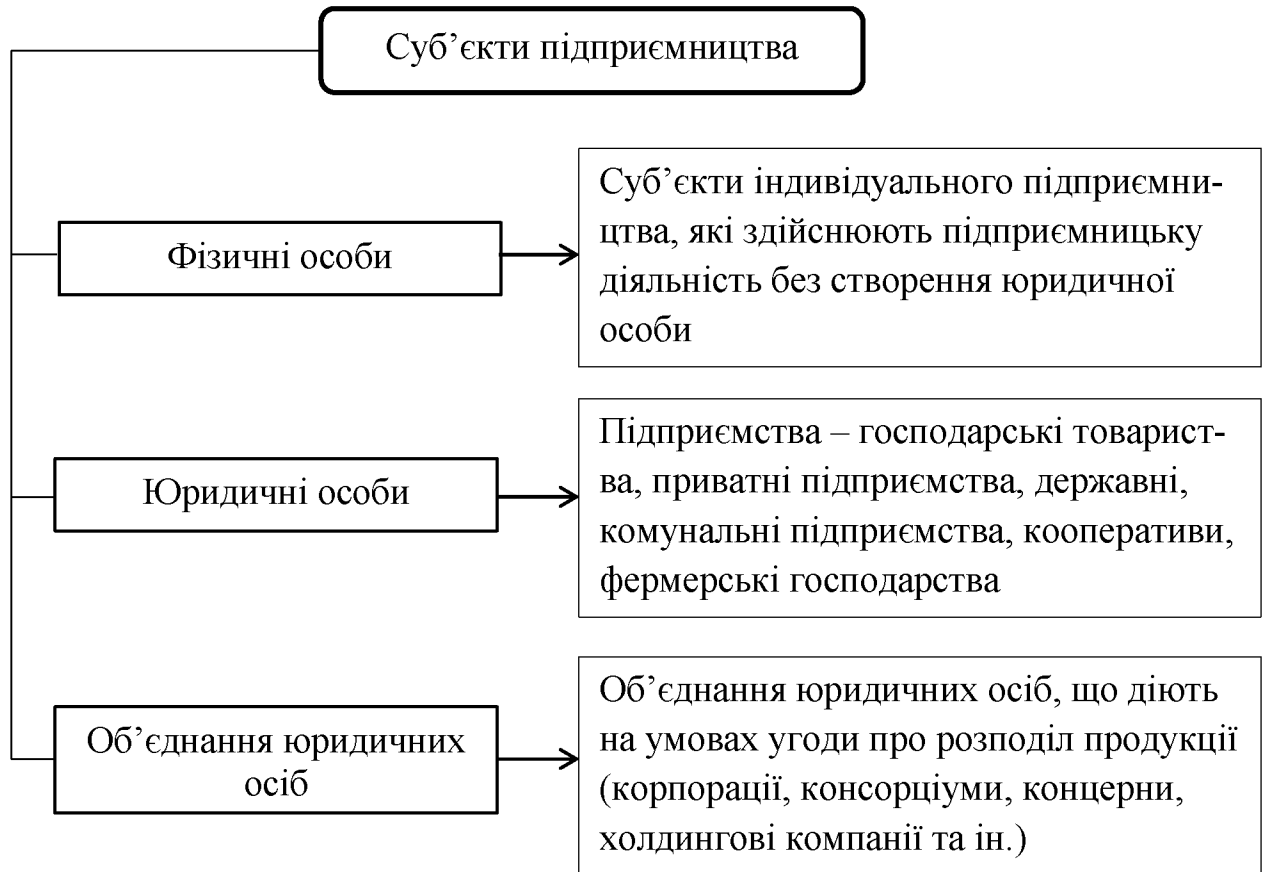 Суб’єкти підприємництва
Фізичні особи
Суб’єкти індивідуального підприємни-
цтва, які здійснюють підприємницьку
діяльність без створення юридичної
особи
Юридичні особи
Підприємства – господарські товарист-
ва, приватні підприємства, державні,
комунальні підприємства, кооперативи,
фермерські господарства
Об’єднання юридичних
осіб
Об’єднання юридичних осіб, що діють
на умовах угоди про розподіл продукції
(корпорації, консорціуми, концерни,
холдингові компанії та ін.)